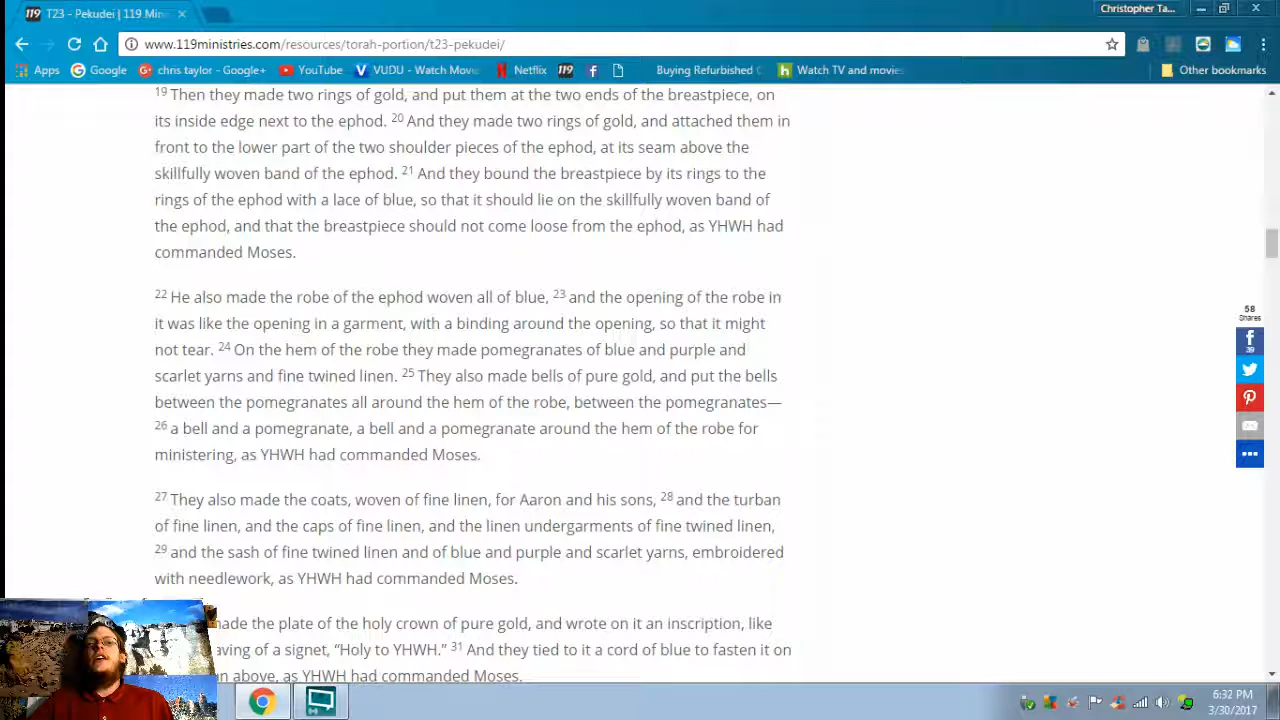 119 T23 - Pekudei | 119 Min
Christopher Ta...
www.119ministries.com/resources/torah-portion/t23-pekudei/
Apps Google chris taylor - Google+ YouTube VUDU - Watch Movi Netflix 119 Buying Refurbished Watch TV and movies Other bookmarks
19 Then they made two rings of gold, and put them at the two ends of the breastpiece, on
its inside edge next to the ephod. 20 And they made two rings of gold, and attached them in
front to the lower part of the two shoulder pieces of the ephod, at its seam above the
skillfully woven band of the ephod. 21 And they bound the breastpiece by its rings to the
rings of the ephod with a lace of blue, so that it should lie on the skillfully woven band of
the ephod, and that the breastpiece should not come loose from the ephod, as YHWH had
commanded Moses.
22 He also made the robe of the ephod woven all of blue, 23 and the opening of the robe in
it was like the opening in a garment, with a binding around the opening, so that it might
not tear. 24 On the hem of the robe they made pomegranates of blue and purple and
scarlet yarns and fine twined linen. 25 They also made bells of pure gold, and put the bells
between the pomegranates all around the hem of the robe, between the pomegranates—
26 a bell and a pomegranate, a bell and a pomegranate around the hem of the robe for
ministering, as YHWH had commanded Moses.
27 They also made the coats, woven of fine linen, for Aaron and his sons, 28 and the turban
of fine linen, and the caps of fine linen, and the linen undergarments of fine twined linen,
29 and the sash of fine twined linen and of blue and purple and scarlet yarns, embroidered
with needlework, as YHWH had commanded Moses.
ade the plate of the holy crown of pure gold, and wrote on it an inscription, like
aving of a signet, “Holy to YHWH.” 31 And they tied to it a cord of blue to fasten it on
n above, as YHWH had commanded Moses.
58
Shares
39
6:32 PM
3/30/2017